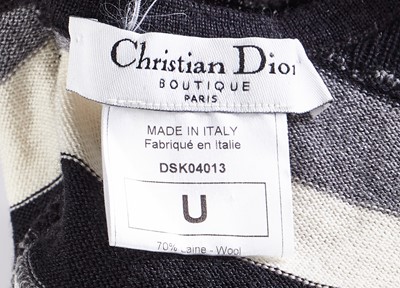 Christian Dior
BOUTIQUE
PARIS
MADE IN ITALY
Fabriqué en Italie
DSK04013
U
70% Laine - Wool